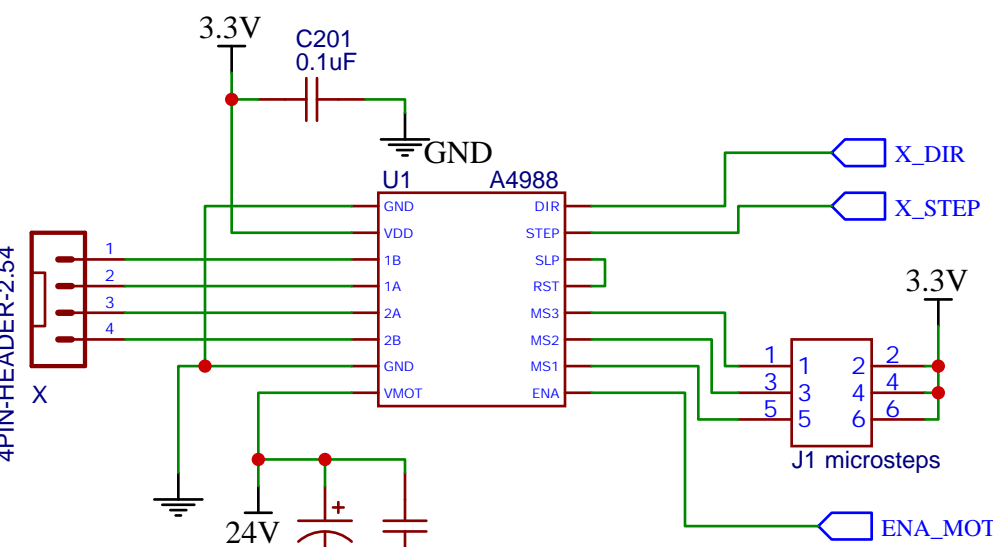 3.3V
C201
0.1uF
GND
U1 A4988
X_DIR
X_STEP
GND DIR
VDD STEP
1B SLP
1A RST
2A MS3
2B MS2
GND MS1
VMOT ENA
4PIN-HEADER-2.54
1
2
3
4
X
3.3V
1 1 2 2
3 3 4 4
5 5 6 6
J1 microsteps
24V
+
ENA_MOT